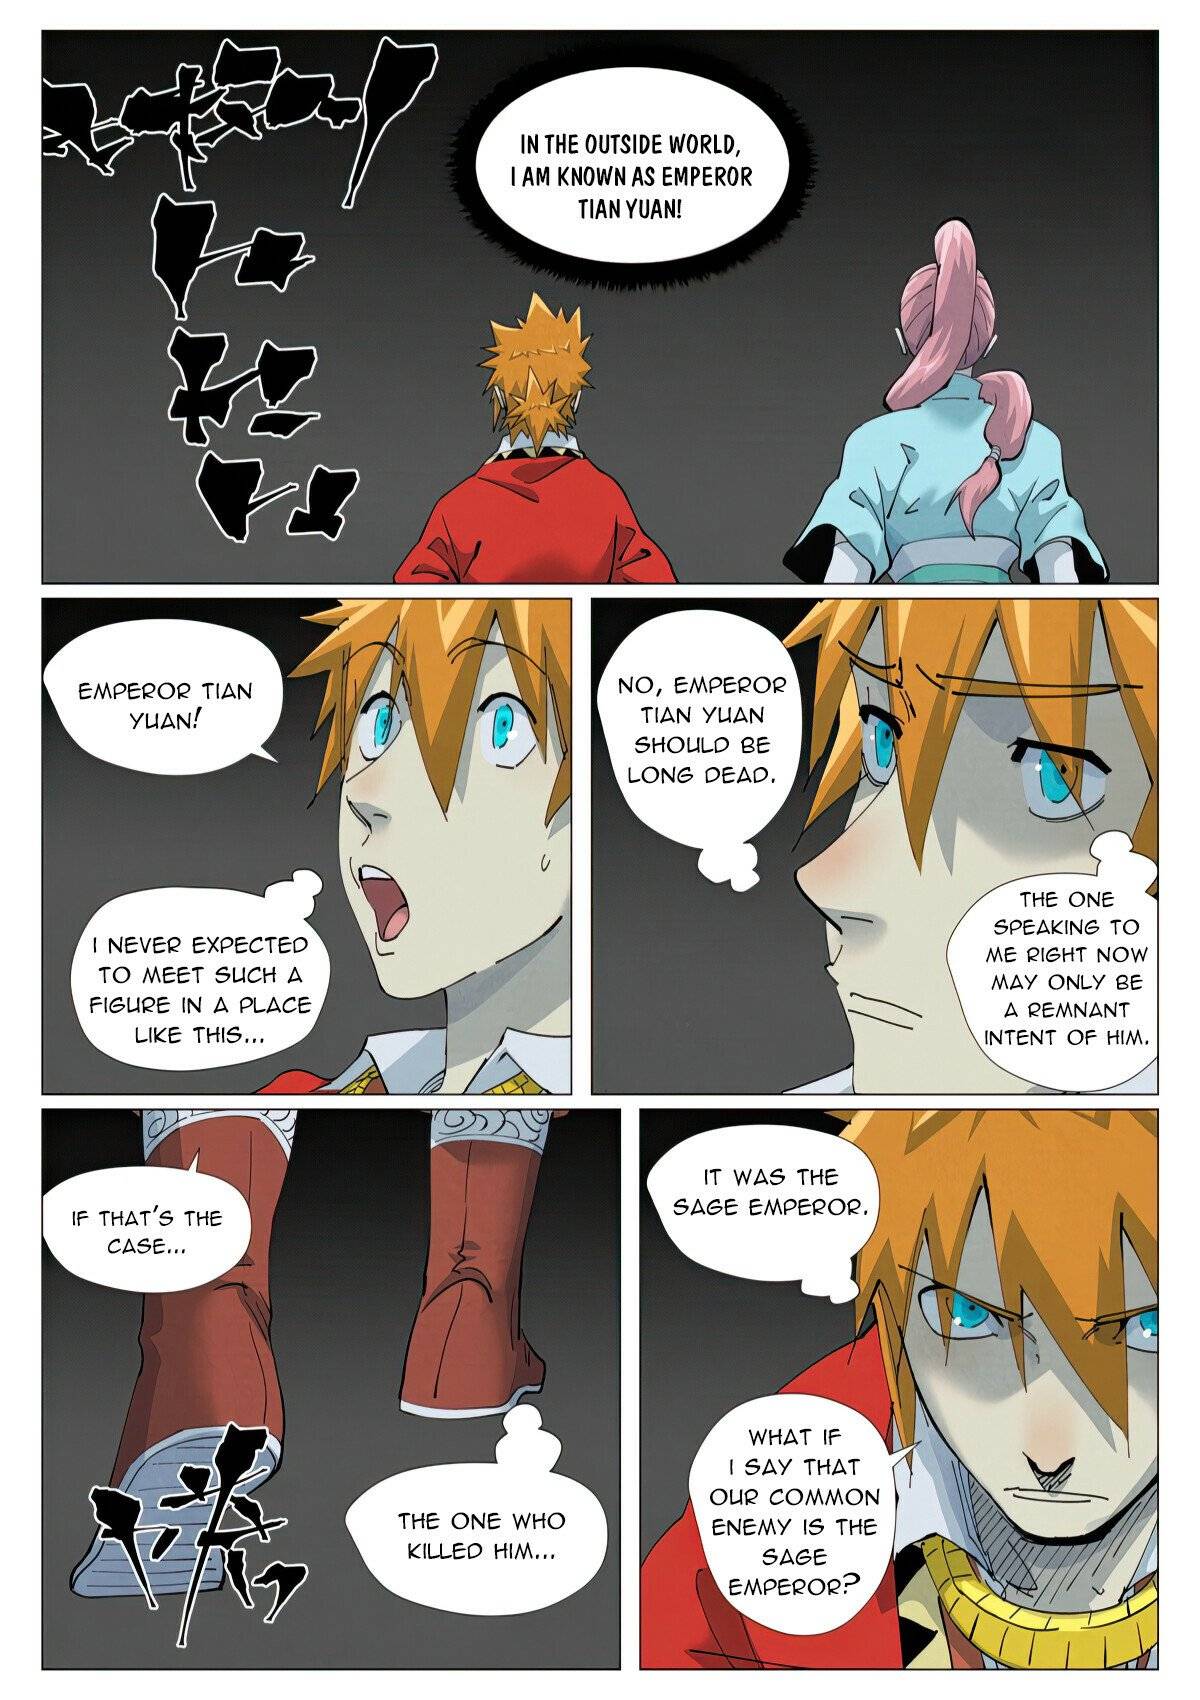 IN THE OUTSIDE WORLD,
I AM KNOWN AS EMPEROR
TIAN YUAN!
EMPEROR TIAN
YUAN!
I NEVER EXPECTED
TO MEET SUCH A
FIGURE IN A PLACE
LIKE THIS...
NO, EMPEROR
TIAN YUAN
SHOULD BE
LONG DEAD.
THE ONE
SPEAKING TO
ME RIGHT NOW
MAY ONLY BE
A REMNANT
INTENT OF HIM.
IF THAT'S THE
CASE...
THE ONE WHO
KILLED HIM...
IT WAS THE
SAGE EMPEROR.
WHAT IF
I SAY THAT
OUR COMMON
ENEMY IS THE
SAGE
EMPEROR?